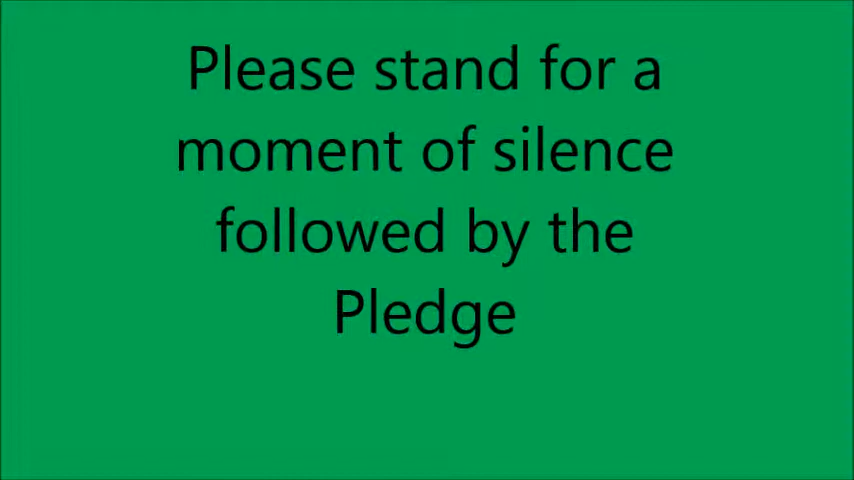 Please stand for a
moment of silence
followed by the
Pledge